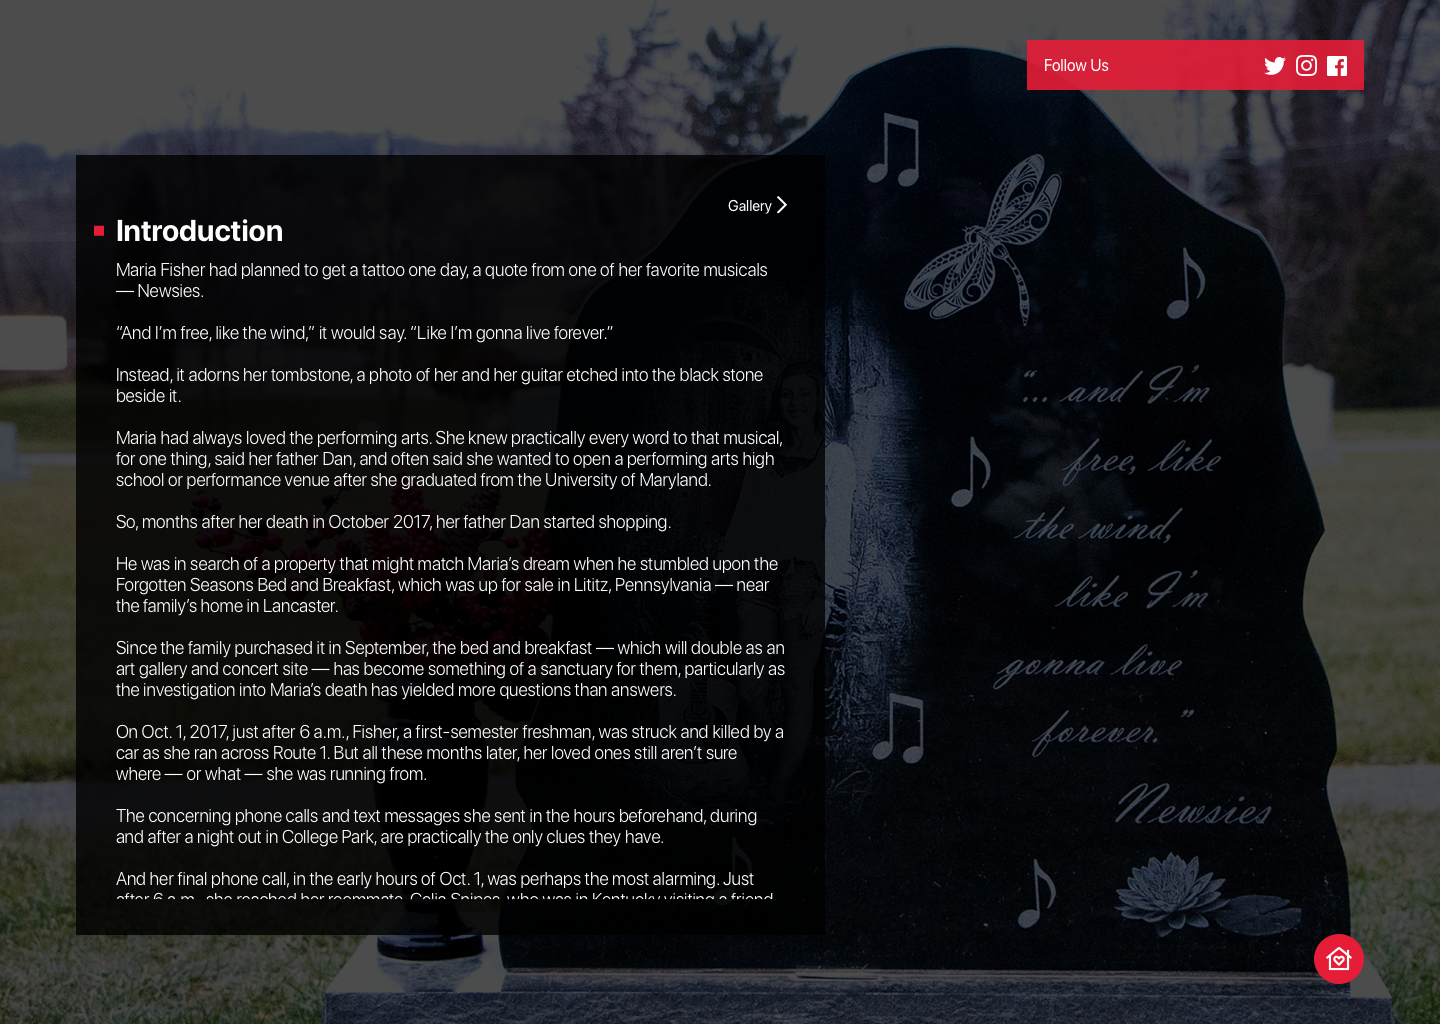 Follow Us
Gallery
Introduction
Maria Fisher had planned to get a tattoo one day, a quote from one of her favorite musicals
— Newsies.
“And I’m free, like the wind,” it would say. “Like I’m gonna live forever.”
Instead, it adorns her tombstone, a photo of her and her guitar etched into the black stone
beside it.
Maria had always loved the performing arts. She knew practically every word to that musical,
for one thing, said her father Dan, and often said she wanted to open a performing arts high
school or performance venue after she graduated from the University of Maryland.
So, months after her death in October 2017, her father Dan started shopping.
He was in search of a property that might match Maria’s dream when he stumbled upon the
Forgotten Seasons Bed and Breakfast, which was up for sale in Lititz, Pennsylvania — near
the family’s home in Lancaster.
Since the family purchased it in September, the bed and breakfast — which will double as an
art gallery and concert site — has become something of a sanctuary for them, particularly as
the investigation into Maria’s death has yielded more questions than answers.
On Oct. 1, 2017, just after 6 a.m., Fisher, a first-semester freshman, was struck and killed by a
car as she ran across Route 1. But all these months later, her loved ones still aren’t sure
where — or what — she was running from.
The concerning phone calls and text messages she sent in the hours beforehand, during
and after a night out in College Park, are practically the only clues they have.
And her final phone call, in the early hours of Oct. 1, was perhaps the most alarming. Just
after 6 a.m., she reached her roommate, Celia Snipes, who was in Kentucky visiting a friend
“... and I’m
free, like
the wind,
like I’m
gonna live
forever.”
Newsies